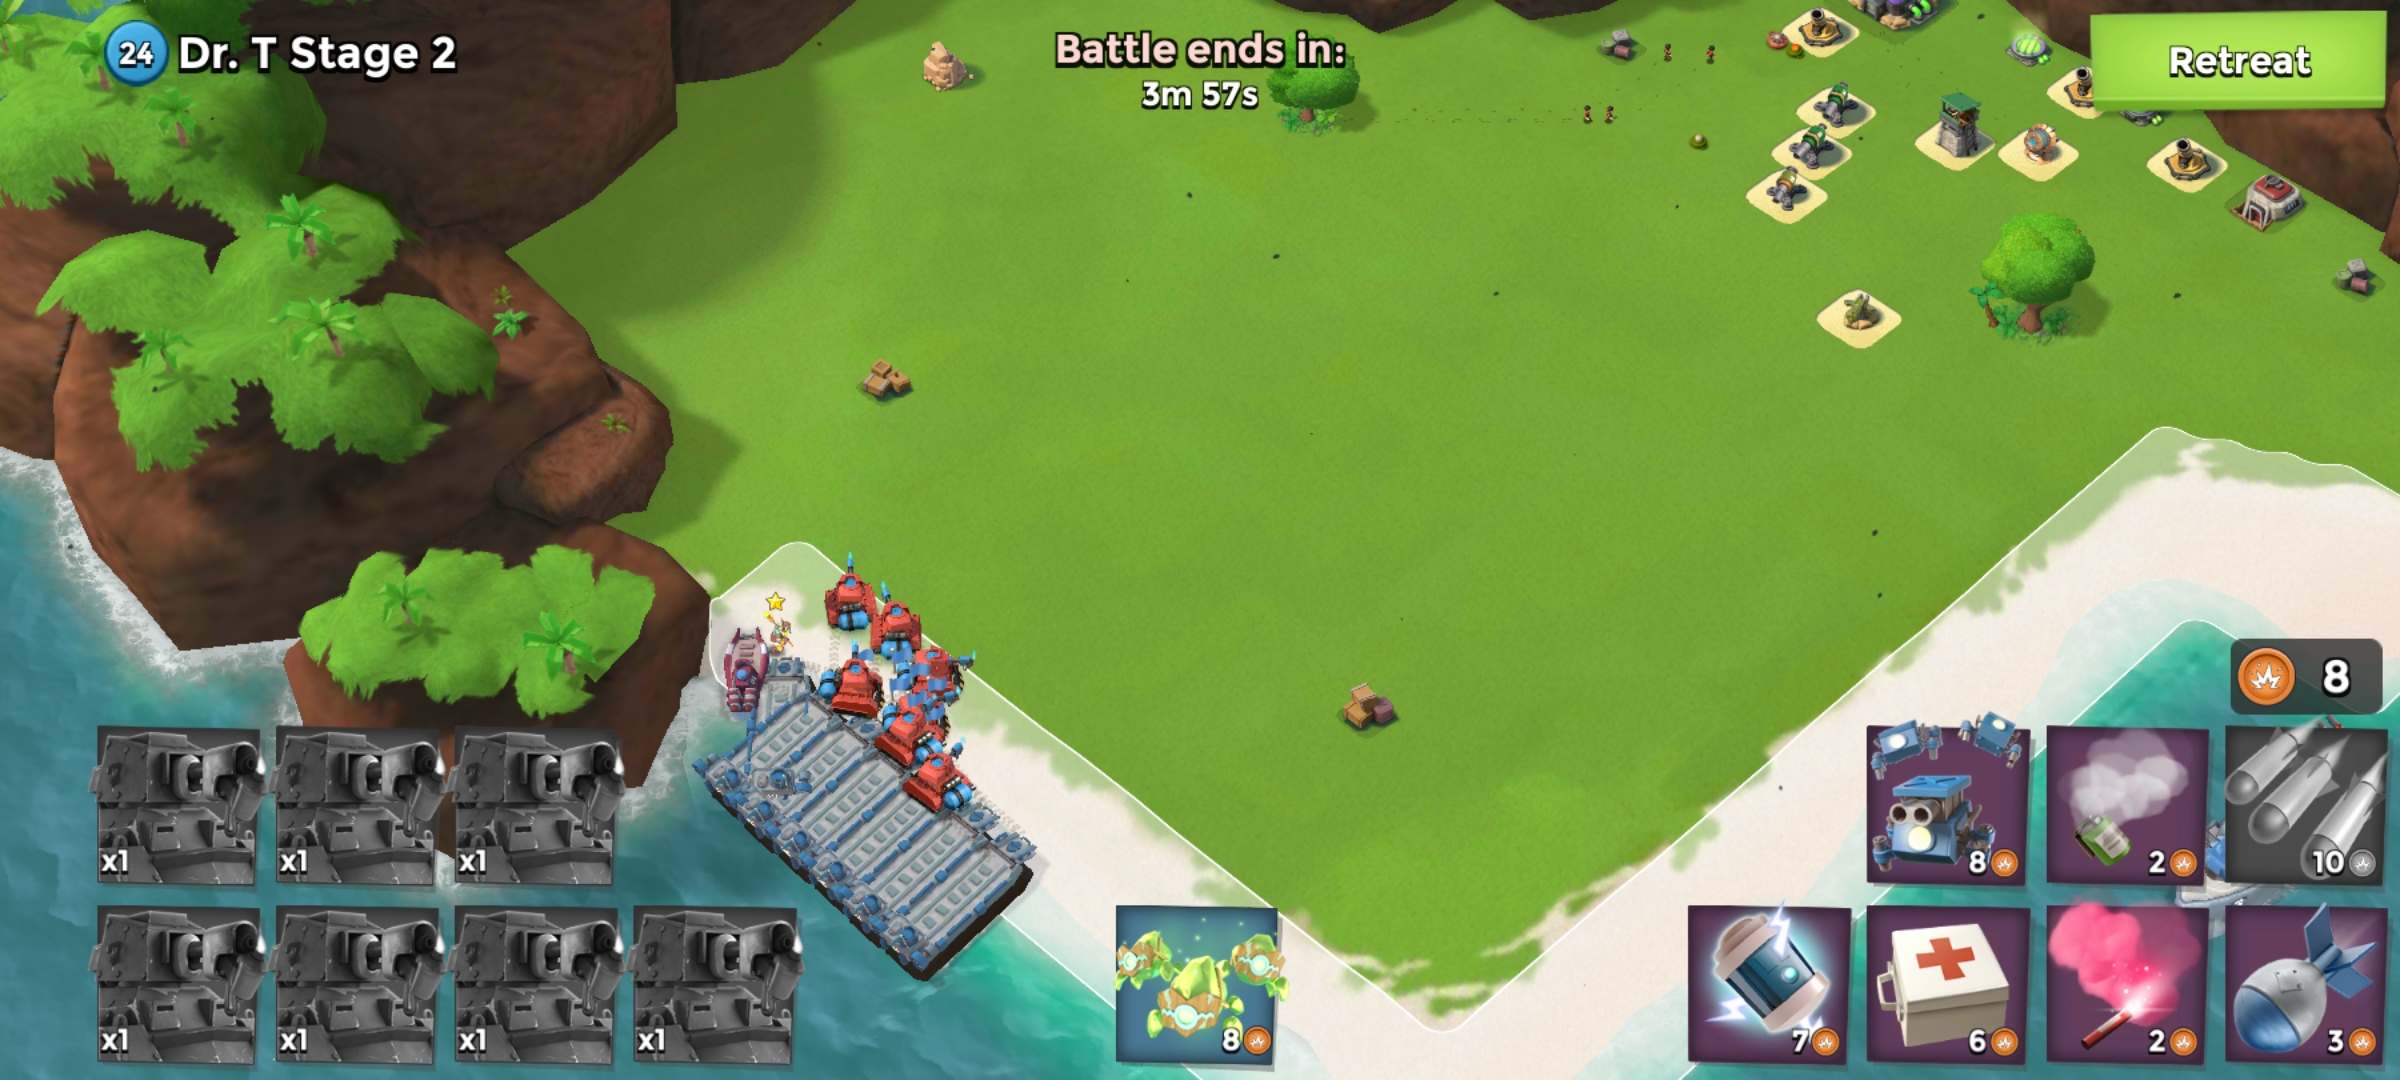 24 Dr. T Stage 2
Battle ends in:
3m 57s
Retreat
8
x1 x1 x1
8 2 10
x1 x1 x1 x1
8
7 6 2 3